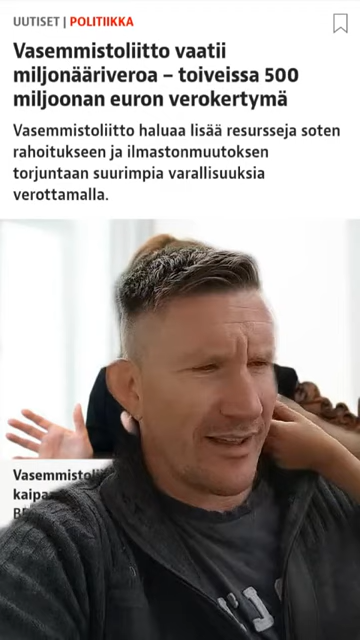 UUTISET | POLITIIKKA
Vasemmistoliitto vaatii
miljonääriveroa – toiveissa 500
miljoonan euron verokertymä
Vasemmistoliitto haluaa lisää resursseja soten
rahoitukseen ja ilmastonmuutoksen
torjuntaan suurimpia varallisuuksia
verottamalla.